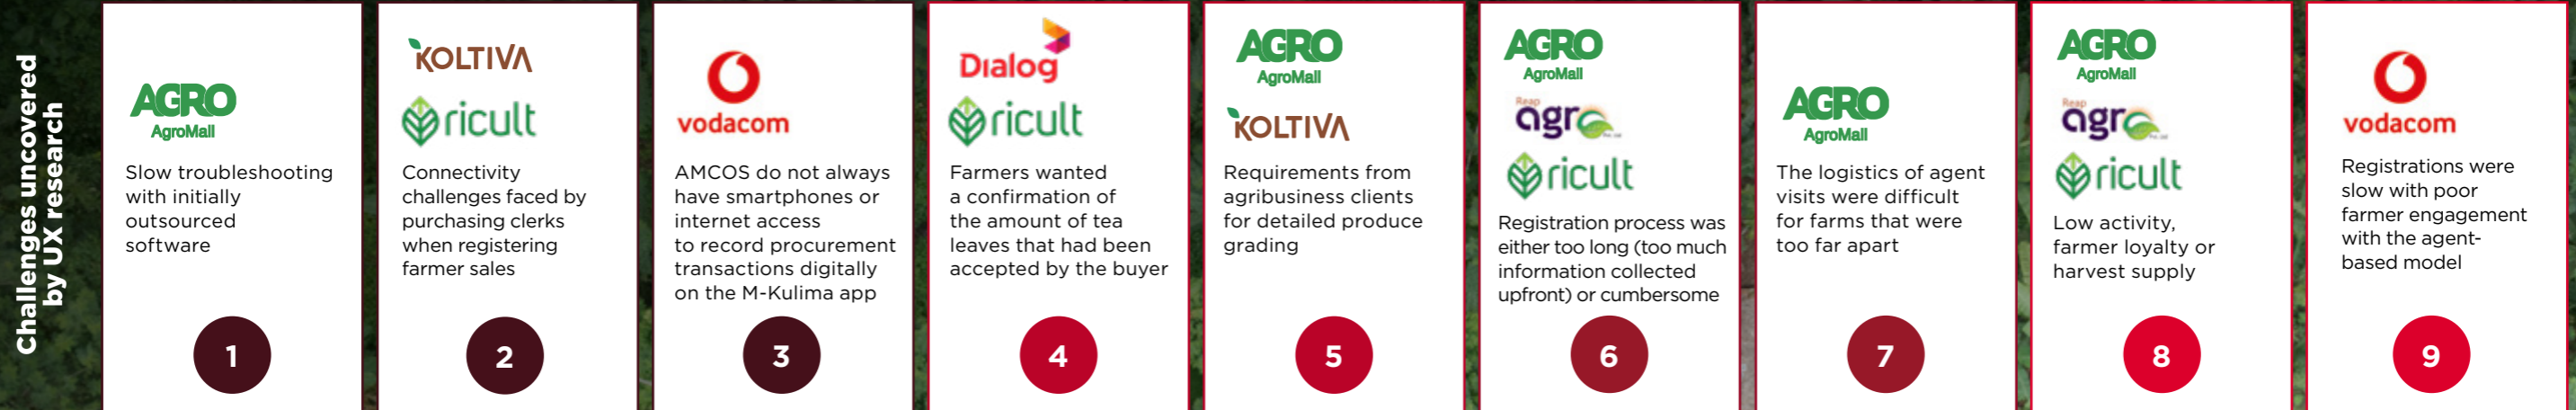 Challenges uncovered
by UX research
AGRO
AgroMall
Slow troubleshooting
with initially
outsourced
software
1
KOLTIVA
ricult
Connectivity
challenges faced by
purchasing clerks
when registering
farmer sales
2
vodacom
AMCOS do not always
have smartphones or
internet access
to record procurement
transactions digitally
on the M-Kulima app
3
Dialog
ricult
Farmers wanted
a confirmation of
the amount of tea
leaves that had been
accepted by the buyer
4
AGRO
AgroMall
KOLTIVA
Requirements from
agribusiness clients
for detailed produce
grading
5
AGRO
AgroMall
Reap
agro
ricult
Registration process was
either too long (too much
information collected
upfront) or cumbersome
6
AGRO
AgroMall
The logistics of agent
visits were difficult
for farms that were
too far apart
7
AGRO
AgroMall
Reap
agro
ricult
Low activity,
farmer loyalty or
harvest supply
8
vodacom
Registrations were
slow with poor
farmer engagement
with the agent-
based model
9